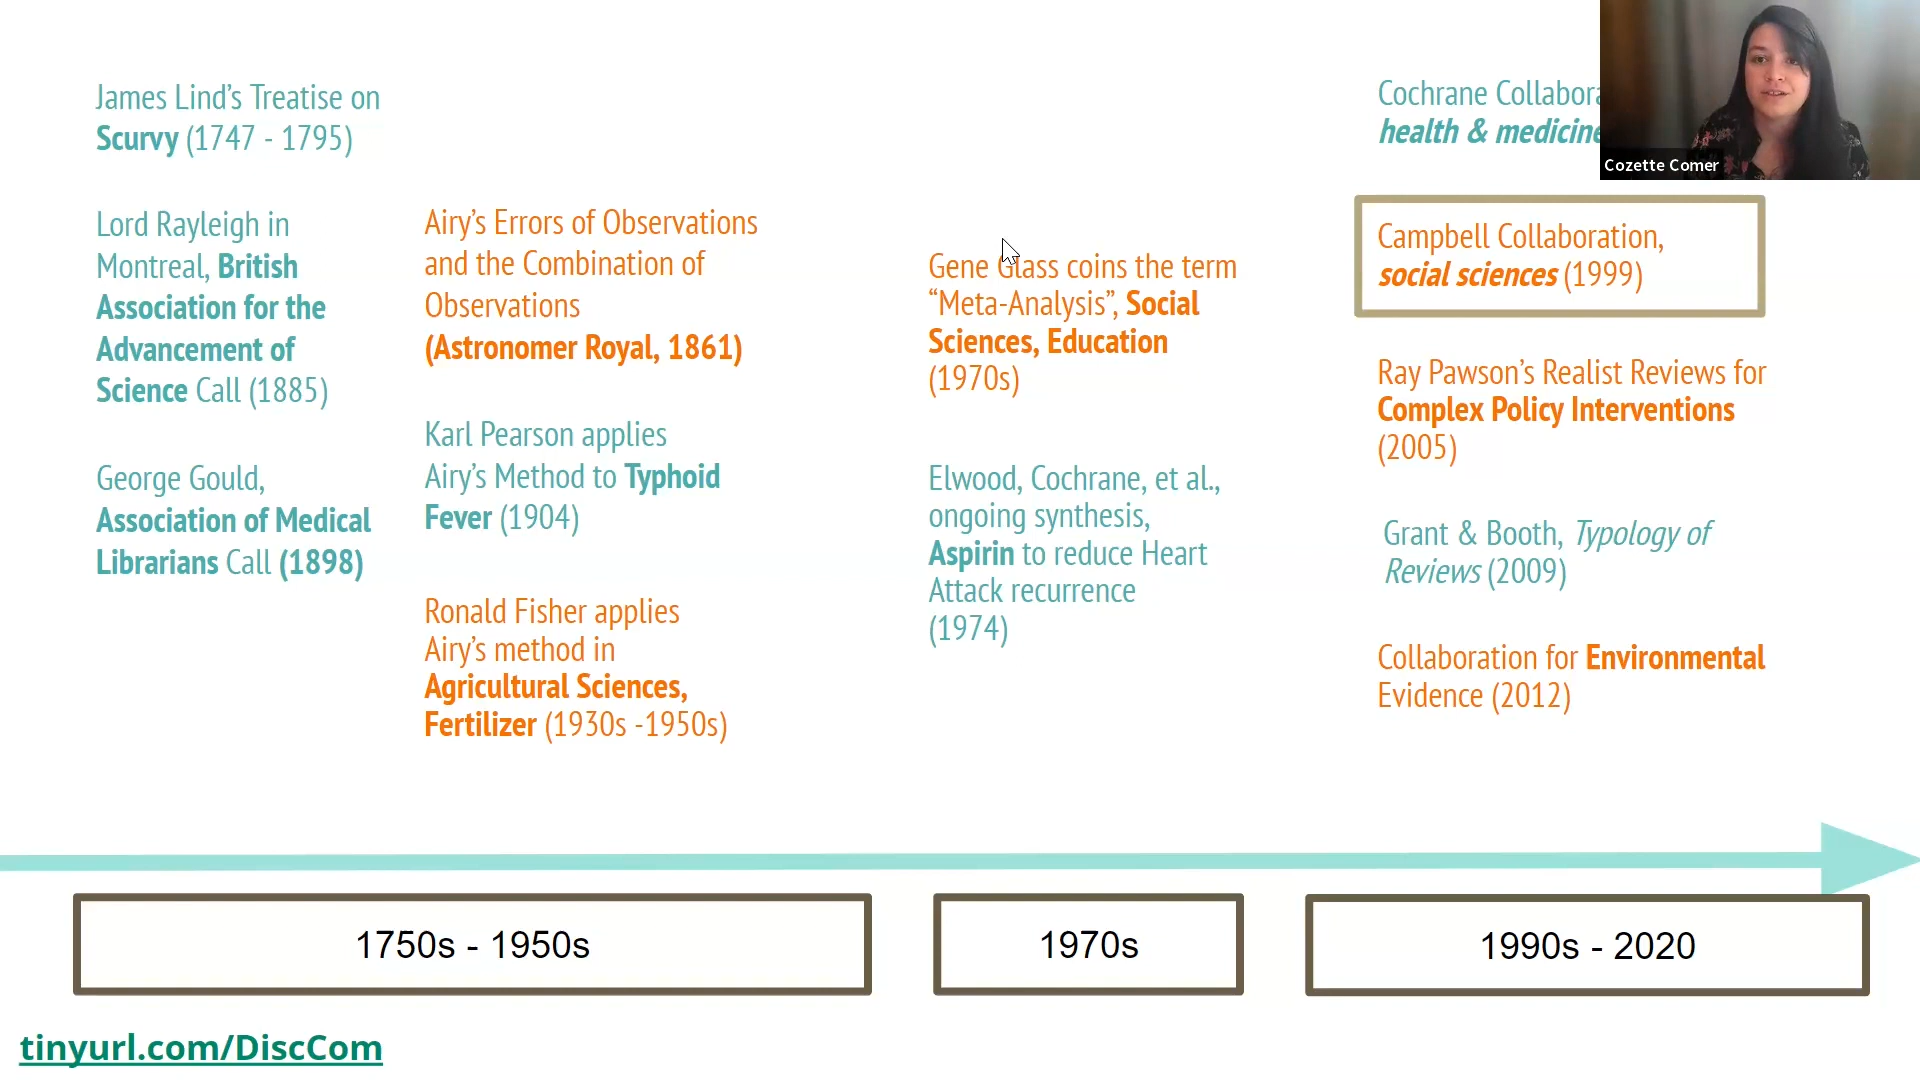 James Lind’s Treatise on
Scurvy (1747 - 1795)
Lord Rayleigh in
Montreal, British
Association for the
Advancement of
Science Call (1885)
George Gould,
Association of Medical
Librarians Call (1898)
Airy’s Errors of Observations
and the Combination of
Observations
(Astronomer Royal, 1861)
Karl Pearson applies
Airy’s Method to Typhoid
Fever (1904)
Ronald Fisher applies
Airy’s method in
Agricultural Sciences,
Fertilizer (1930s -1950s)
Gene Glass coins the term
“Meta-Analysis”, Social
Sciences, Education
(1970s)
Elwood, Cochrane, et al.,
ongoing synthesis,
Aspirin to reduce Heart
Attack recurrence
(1974)
Cochrane
health & medicine
Cozette Comer
Campbell Collaboration,
social sciences (1999)
Ray Pawson’s Realist Reviews for
Complex Policy Interventions
(2005)
Grant & Booth, Typology of
Reviews (2009)
Collaboration for Environmental
Evidence (2012)
1750s - 1950s
1970s
1990s - 2020
tinyurl.com/DiscCom